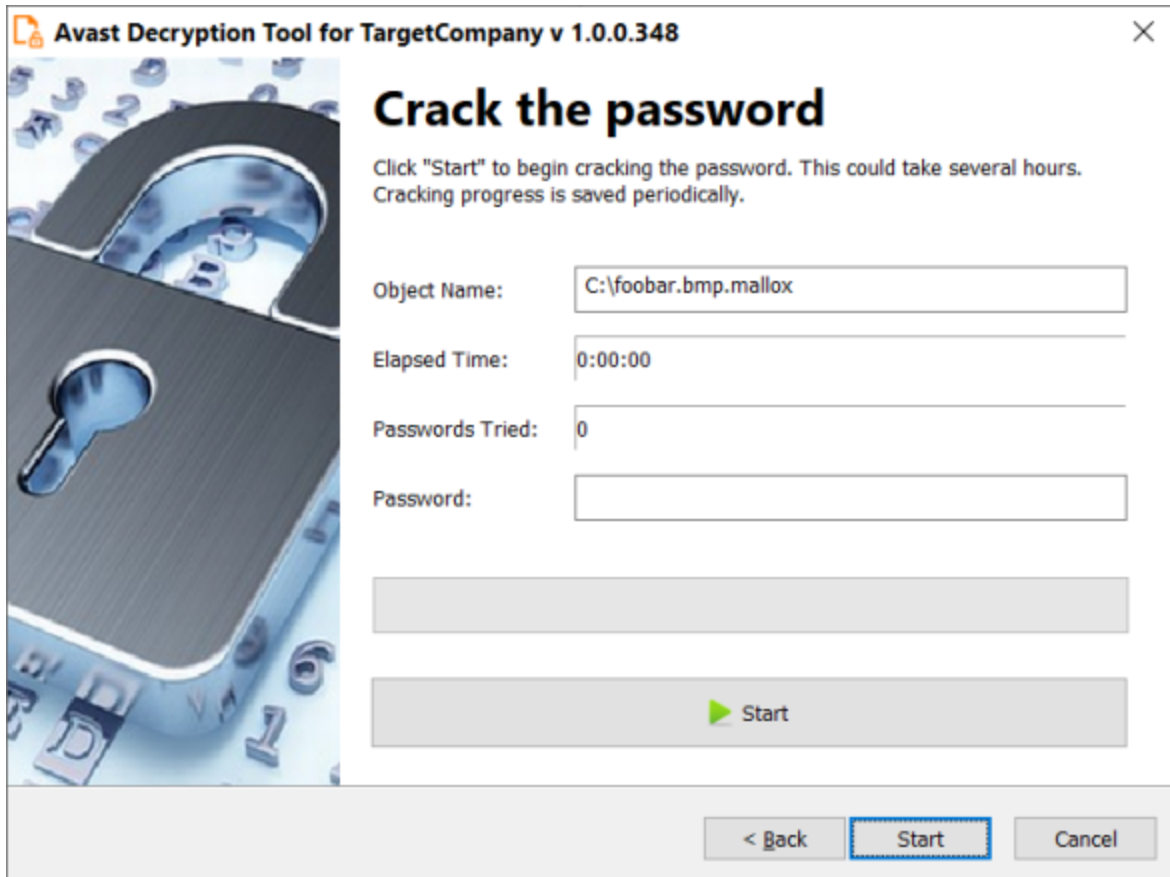 Avast Decryption Tool for TargetCompany v 1.0.0.348
Crack the password
Click "Start" to begin cracking the password. This could take several hours.
Cracking progress is saved periodically.
Object Name: C:\foobar.bmp.mallox
Elapsed Time: 0:00:00
Passwords Tried: 0
Password:
Start
< Back Start Cancel